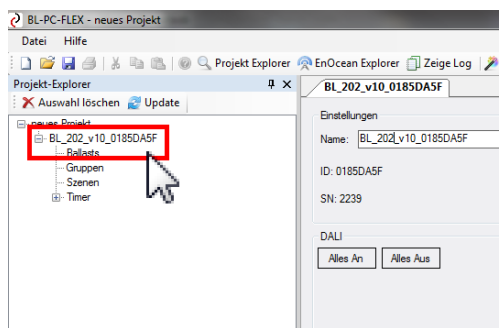 BL-PC-FLEX - neues Projekt
Datei Hilfe
Projekt Explorer EnOcean Explorer Zeige Log
Projekt-Explorer
Auswahl löschen Update
neues Projekt
BL_202_v10_0185DA5F
Ballasts
Gruppen
Szenen
Timer
BL_202_v10_0185DA5F
Einstellungen
Name: BL_202_v10_0185DA5F
ID: 0185DA5F
SN: 2239
DALI
Alles An Alles Aus